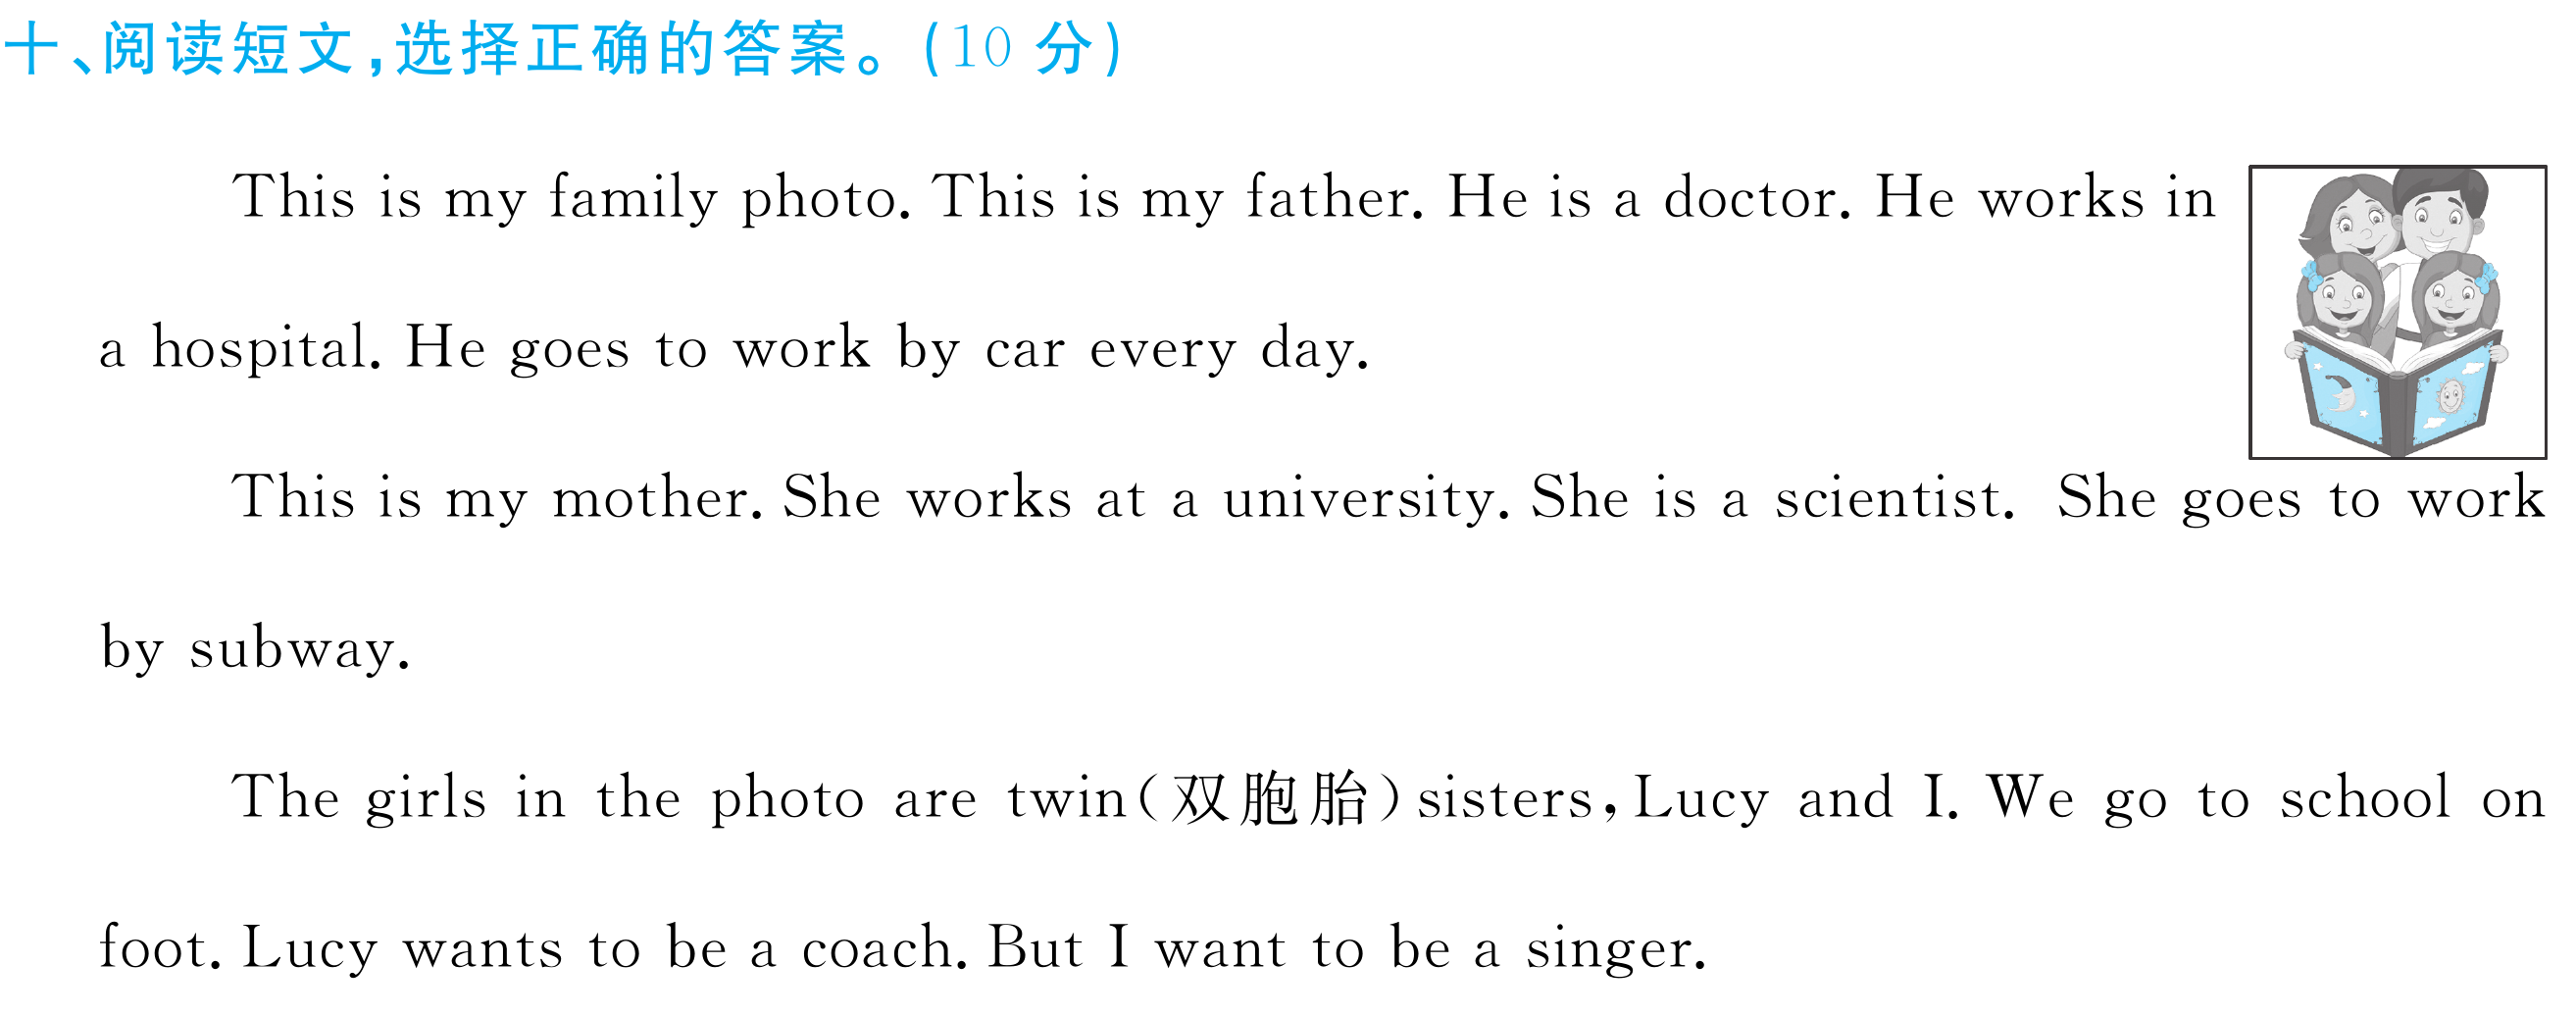 十、阅读短文,选择正确的答案。(10 分)
This is my family photo. This is my father. He is a doctor. He works in
a hospital. He goes to work by car every day.
This is my mother. She works at a university. She is a scientist. She goes to work
by subway.
The girls in the photo are twin(双胞胎)sisters,Lucy and I. We go to school on
foot. Lucy wants to be a coach. But I want to be a singer.